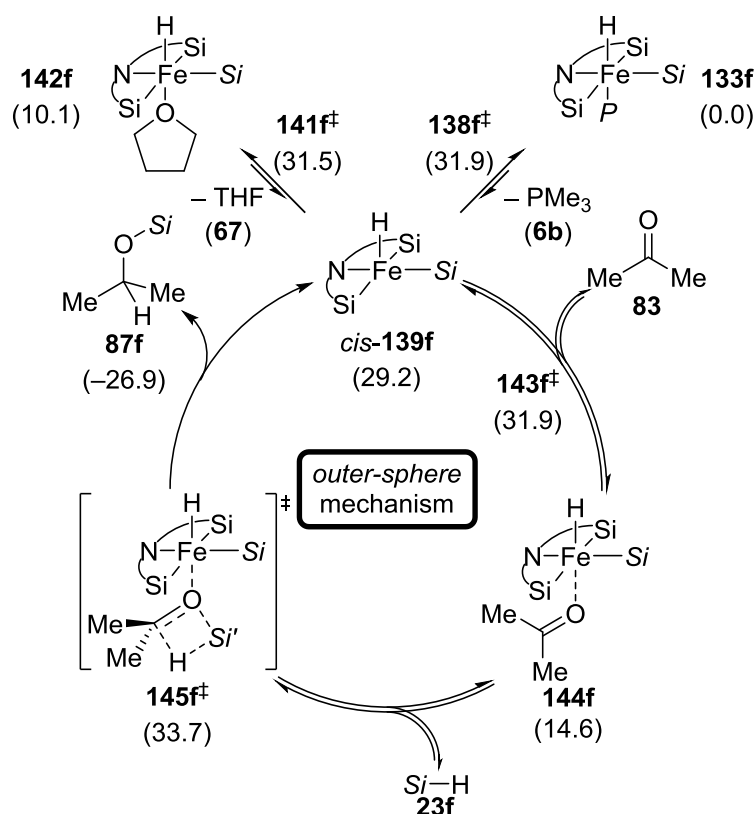 H
Si
N
Fe
Si
Si
O
142f
(10.1)
141f‡
(31.5)
– THF
(67)
138f‡
(31.9)
– PMe3
(6b)
H
Si
N
Fe
Si
Si
P
133f
(0.0)
Si
O
Me
Me
H
87f
(–26.9)
H
Si
N
Fe
Si
Si
cis-139f
(29.2)
O
Me
Me
83
143f‡
(31.9)
outer-sphere
mechanism
‡
H
Si
N
Fe
Si
Si
O
Me
Me
Si'
H
145f‡
(33.7)
H
Si
N
Fe
Si
Si
O
Me
Me
144f
(14.6)
Si–H
23f